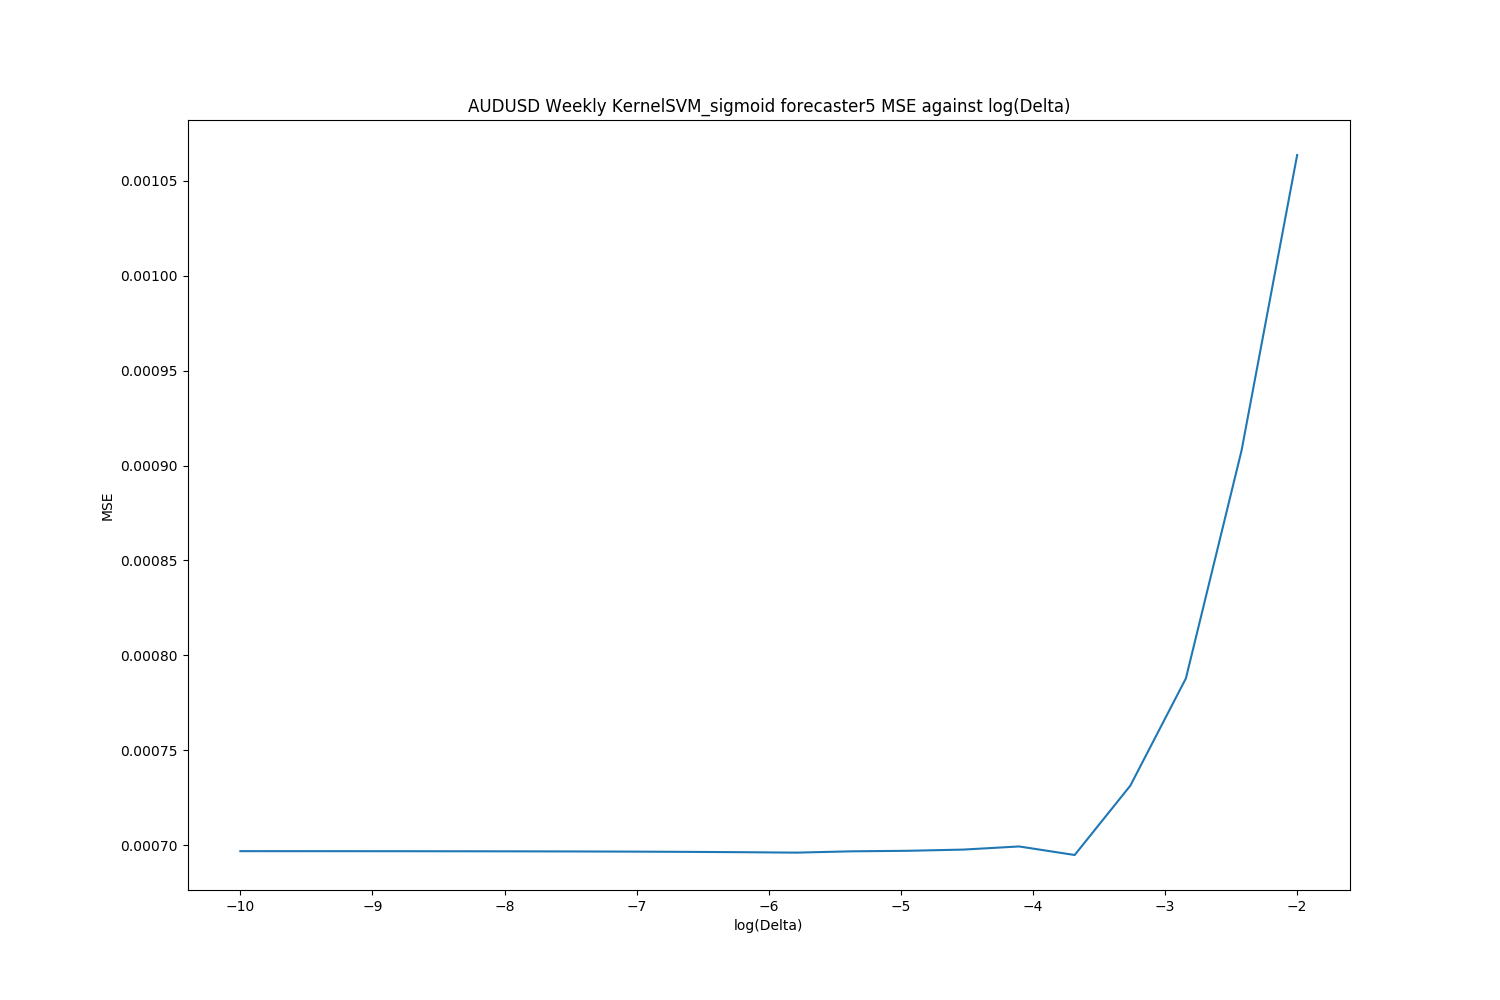 AUDUSD Weekly KernelSVM_sigmoid forecaster5 MSE against log(Delta)
0.00105
0.00100
0.00095
0.00090
0.00085
0.00080
0.00075
0.00070
MSE
−10 −9 −8 −7 −6 −5 −4 −3 −2
log(Delta)